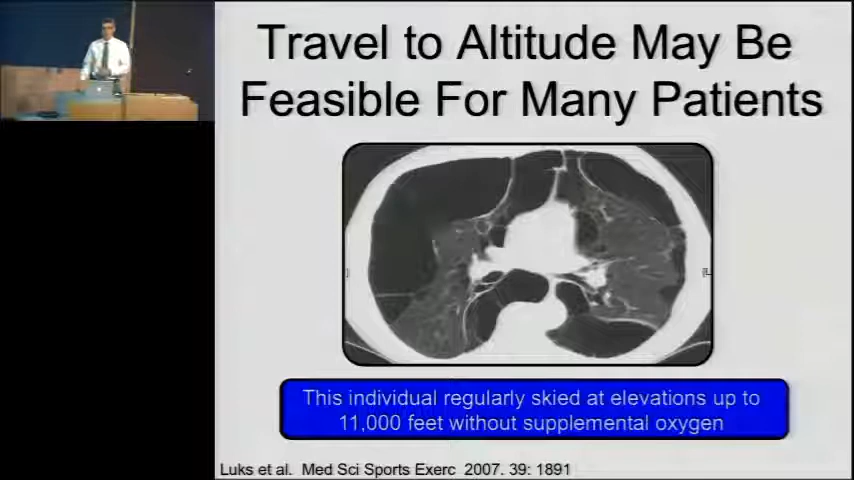 Travel to Altitude May Be
Feasible For Many Patients
This individual regularly skied at elevations up to
11,000 feet without supplemental oxygen
Luks et al. Med Sci Sports Exerc 2007. 39: 1891